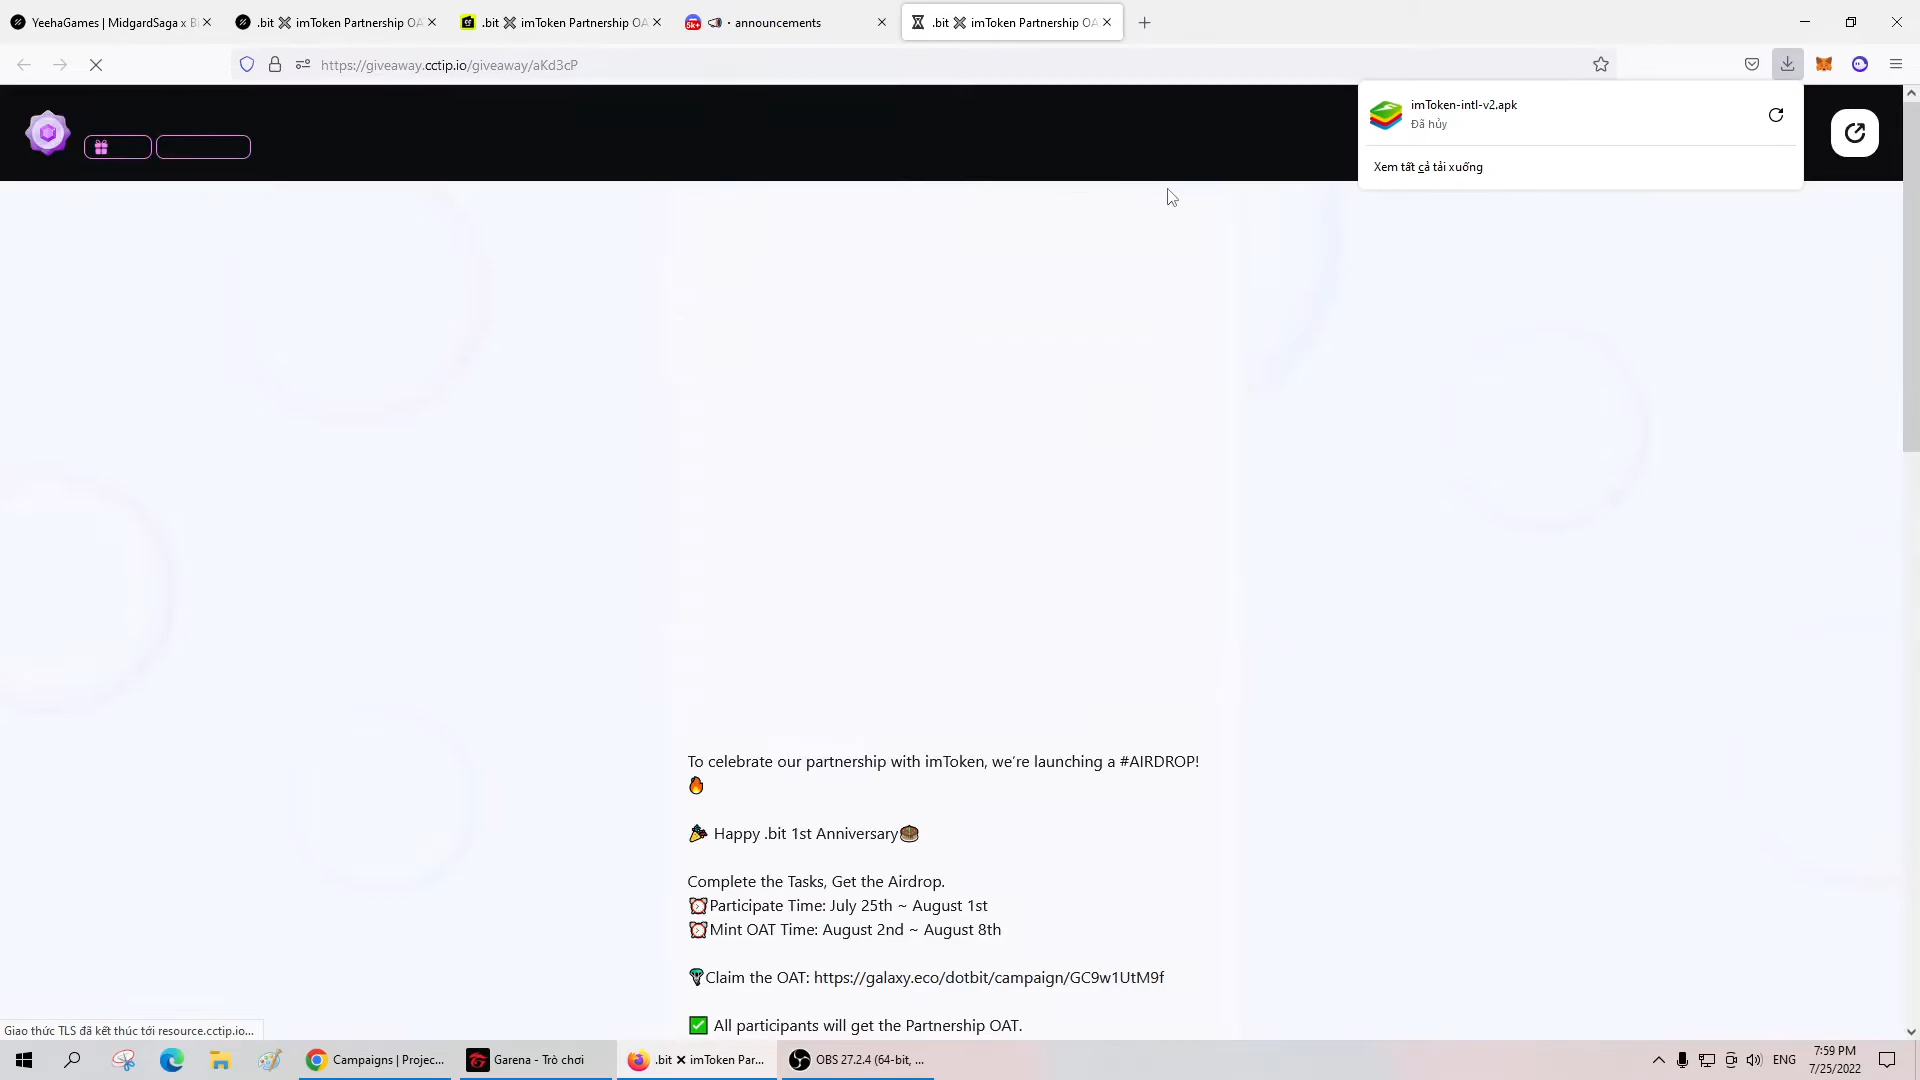 YeehaGames | MidgardSaga x Bi
.bit ✖ imToken Partnership OA
.bit ✖ imToken Partnership OA
5K+ 📢・announcements
.bit ✖ imToken Partnership OA
https://giveaway.cctip.io/giveaway/aKd3cP
imToken-intl-v2.apk
Đã hủy
Xem tất cả tải xuống
To celebrate our partnership with imToken, we’re launching a #AIRDROP!
🔥
🎉 Happy .bit 1st Anniversary🎂
Complete the Tasks, Get the Airdrop.
⏰Participate Time: July 25th ~ August 1st
⏰Mint OAT Time: August 2nd ~ August 8th
🪂Claim the OAT: https://galaxy.eco/dotbit/campaign/GC9w1UtM9f
✅ All participants will get the Partnership OAT.
Giao thức TLS đã kết thúc tới resource.cctip.io...
Campaigns | Projec...
Garena - Trò chơi
.bit ✖ imToken Par...
OBS 27.2.4 (64-bit, ...
ENG
7:59 PM
7/25/2022